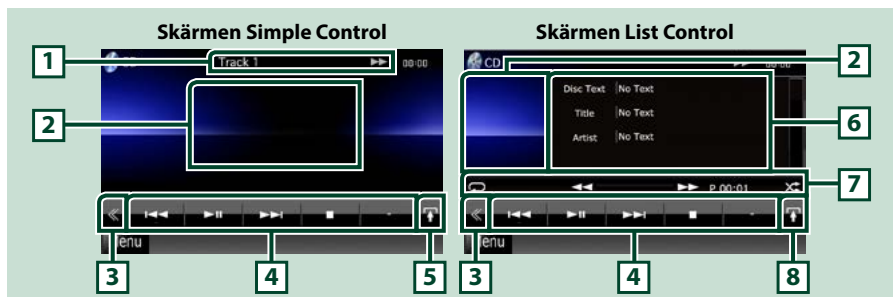 Skärmen Simple Control
Skärmen List Control
1
CD
Track 1
00:00
2
3
4
5
enu
CD
2
Disc Text
No Text
Title
No Text
Artist
No Text
6
P 00:01
7
enu
3
4
8